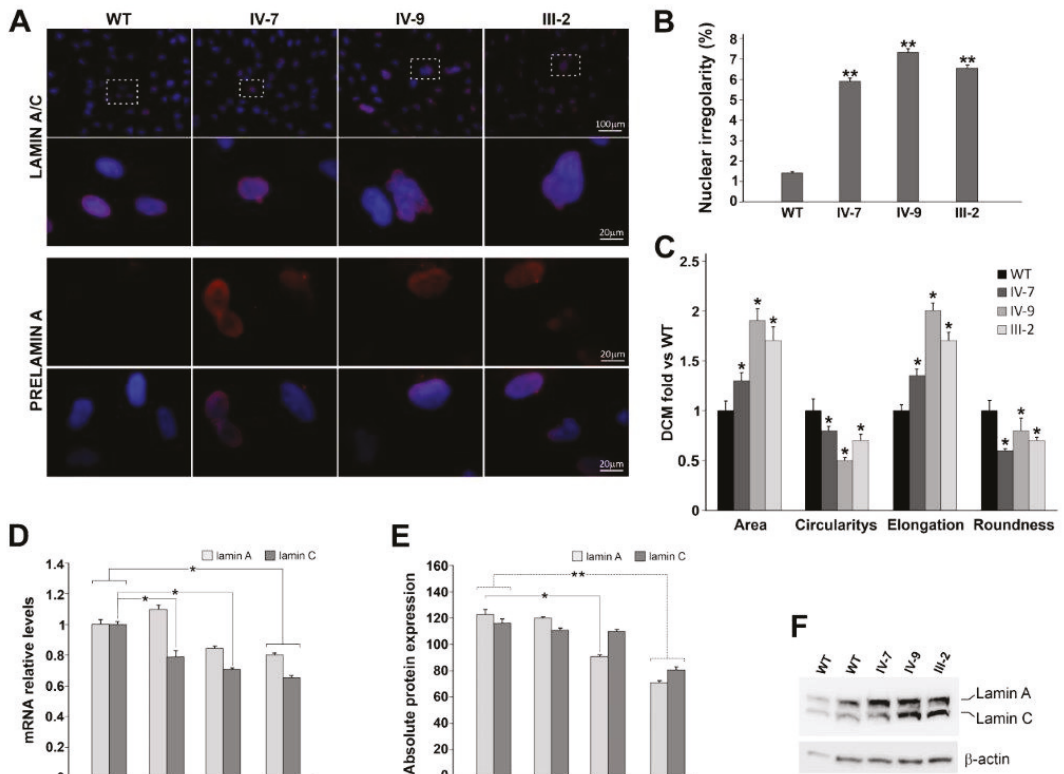 A
WT IV-7 IV-9 III-2
LAMIN A/C
100µm
20µm
PRELAMIN A
20µm
20µm
B
Nuclear irregolarity (%)
8
7
6
5
4
3
2
1
0
** ** **
WT IV-7 IV-9 III-2
C
DCM fold vs WT
2.5
2
1.5
1
0.5
0
WT
IV-7
IV-9
III-2
* * *
* * *
* * *
* * *
Area Circularitys Elongation Roundness
D
lamin A lamin C
mRNA relative levels
1.4
1.2
1
0.8
0.6
0.4
0.2
0
*
* *
E
lamin A lamin C
Absolute protein expression
160
140
120
100
80
60
40
20
0
**
*
F
WT WT IV-7 IV-9 III-2
Lamin A
Lamin C
β-actin